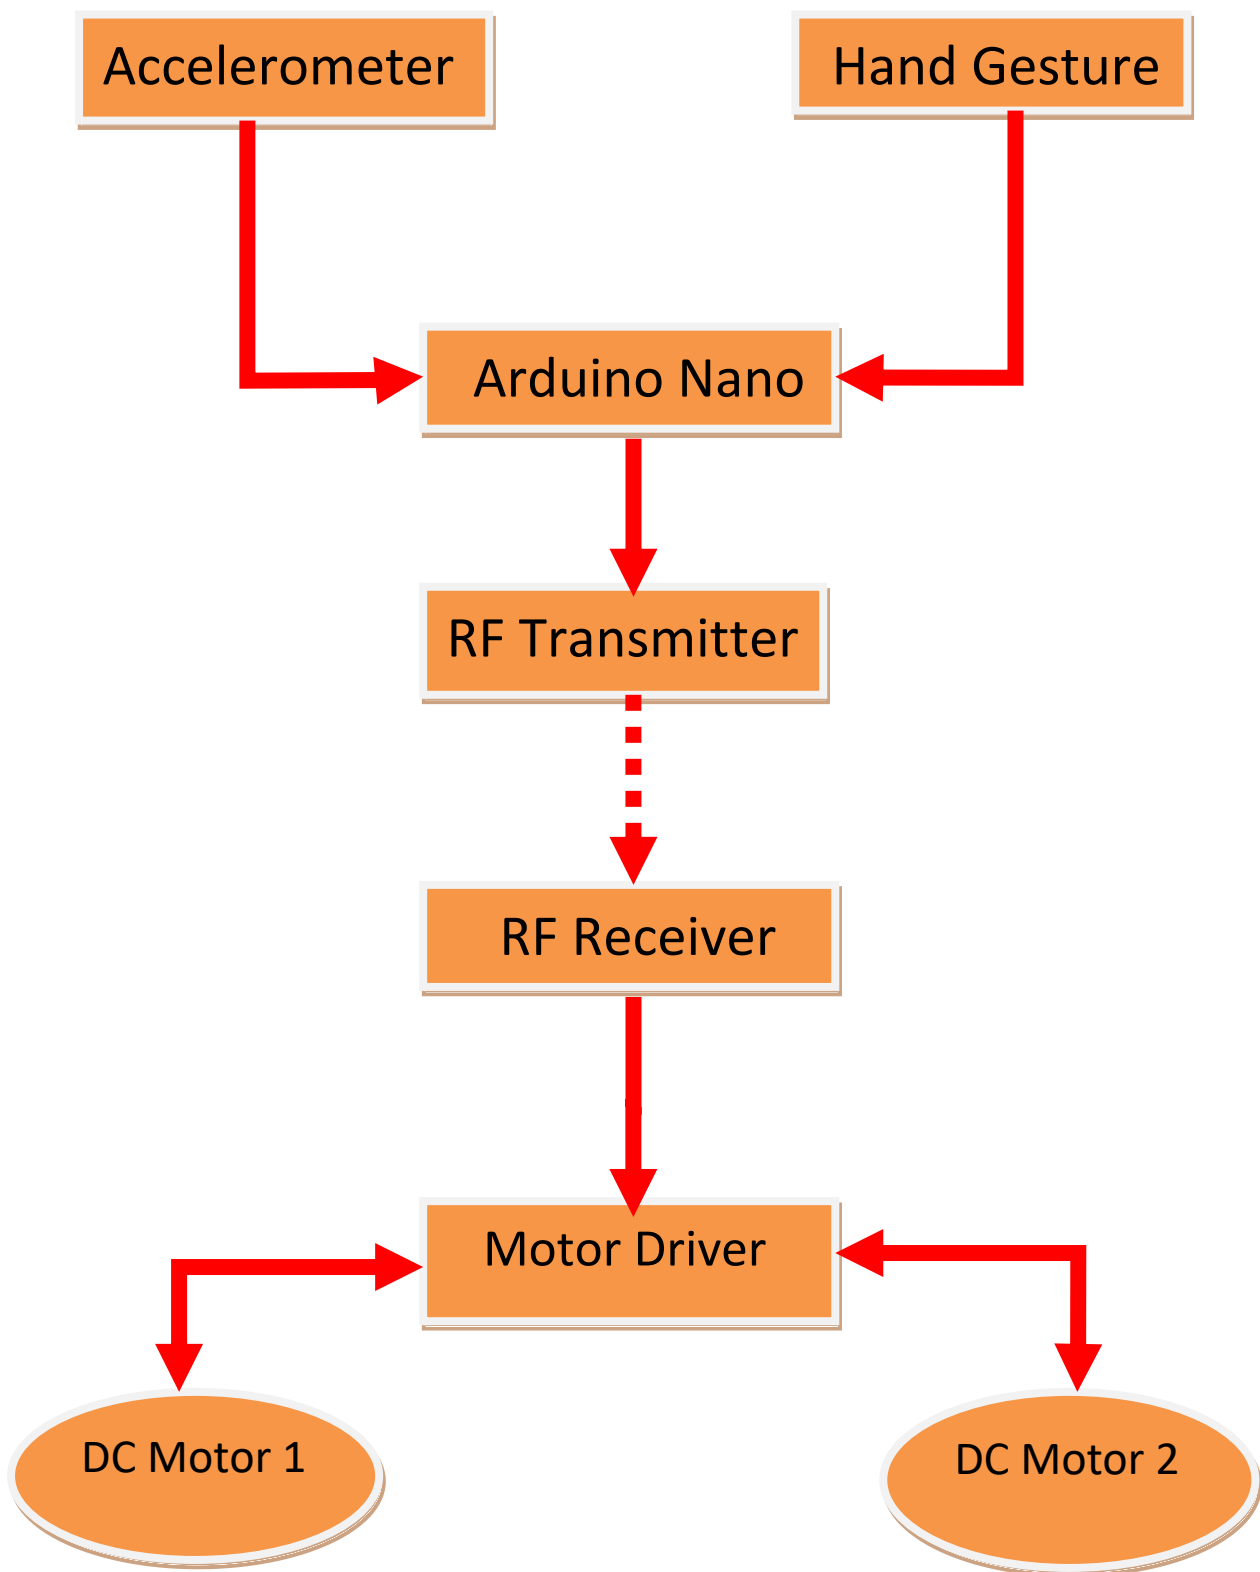 Accelerometer
Hand Gesture
Arduino Nano
RF Transmitter
RF Receiver
Motor Driver
DC Motor 1
DC Motor 2